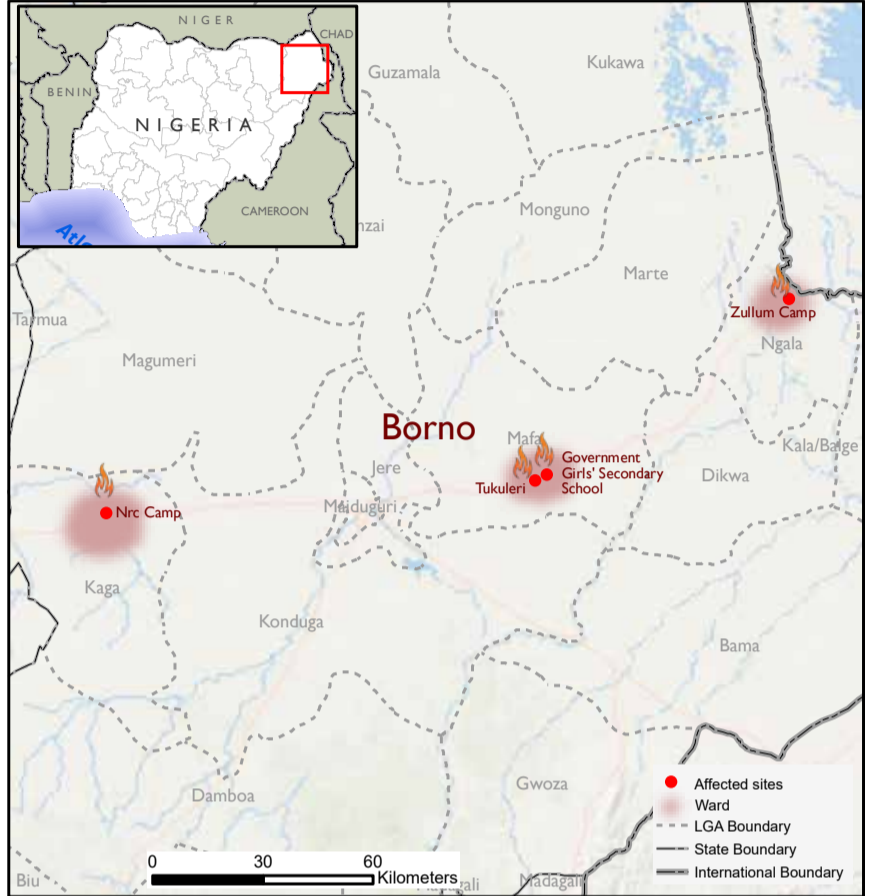 NIGER
CHAD
BENIN
NIGERIA
CAMEROON
Guzamala
Kukawa
Monguno
Marte
Zullum Camp
Ngala
Tarmua
Magumeri
Borno
Mafa
Government
Girls' Secondary
School
Tukuleri
Kala/Balge
Dikwa
Jere
Maiduguri
Nrc Camp
Kaga
Konduga
Bama
Damboa
Gwoza
Biu
Madagali
0 30 60
Kilometers
Affected sites
Ward
LGA Boundary
State Boundary
International Boundary